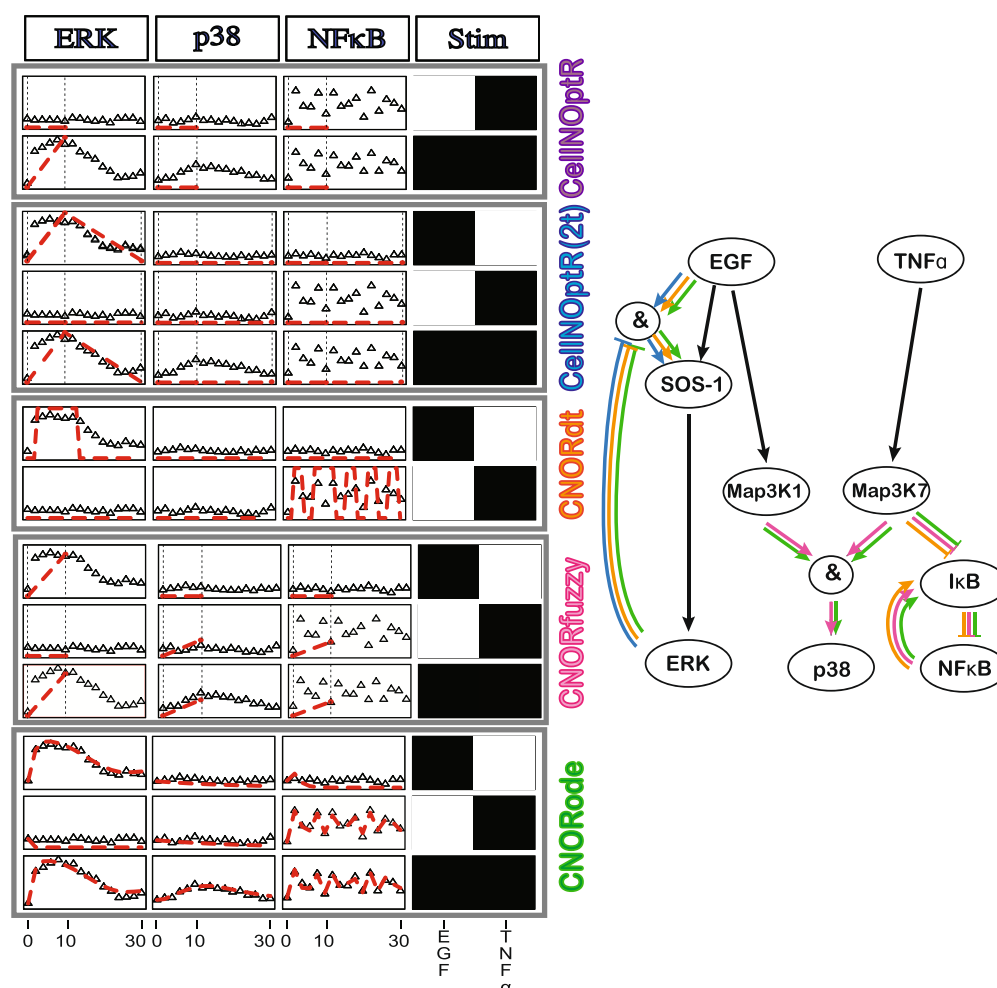 ERK p38 NFκB Stim
CellNOptR
CellNOptR(2t)
CNORdt
CNORfuzzy
CNORode
0 10 30 0 10 30 0 10 30
EGF
TNFα
EGF TNFα
&
SOS-1
Map3K1 Map3K7
&
IκB
ERK p38 NFκB